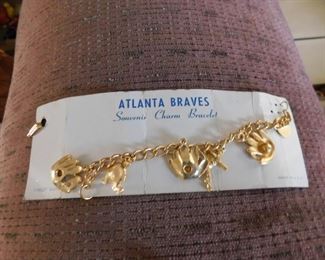 ATLANTA BRAVES
Souvenir Charm Bracelet